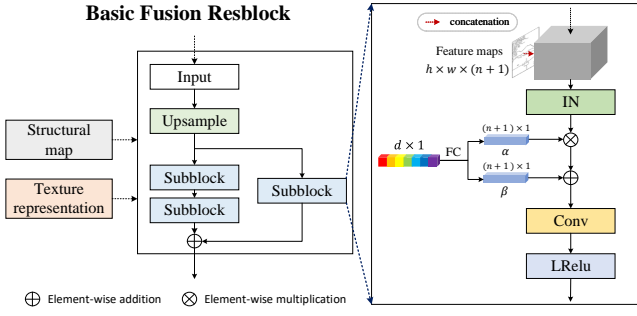 Basic Fusion Resblock
Input
Upsample
Structural
map
Texture
representation
Subblock
Subblock
Subblock
Element-wise addition
Element-wise multiplication
concatenation
Feature maps
h × w × (n + 1)
IN
d × 1
FC
(n + 1) × 1
α
(n + 1) × 1
β
Conv
LRelu